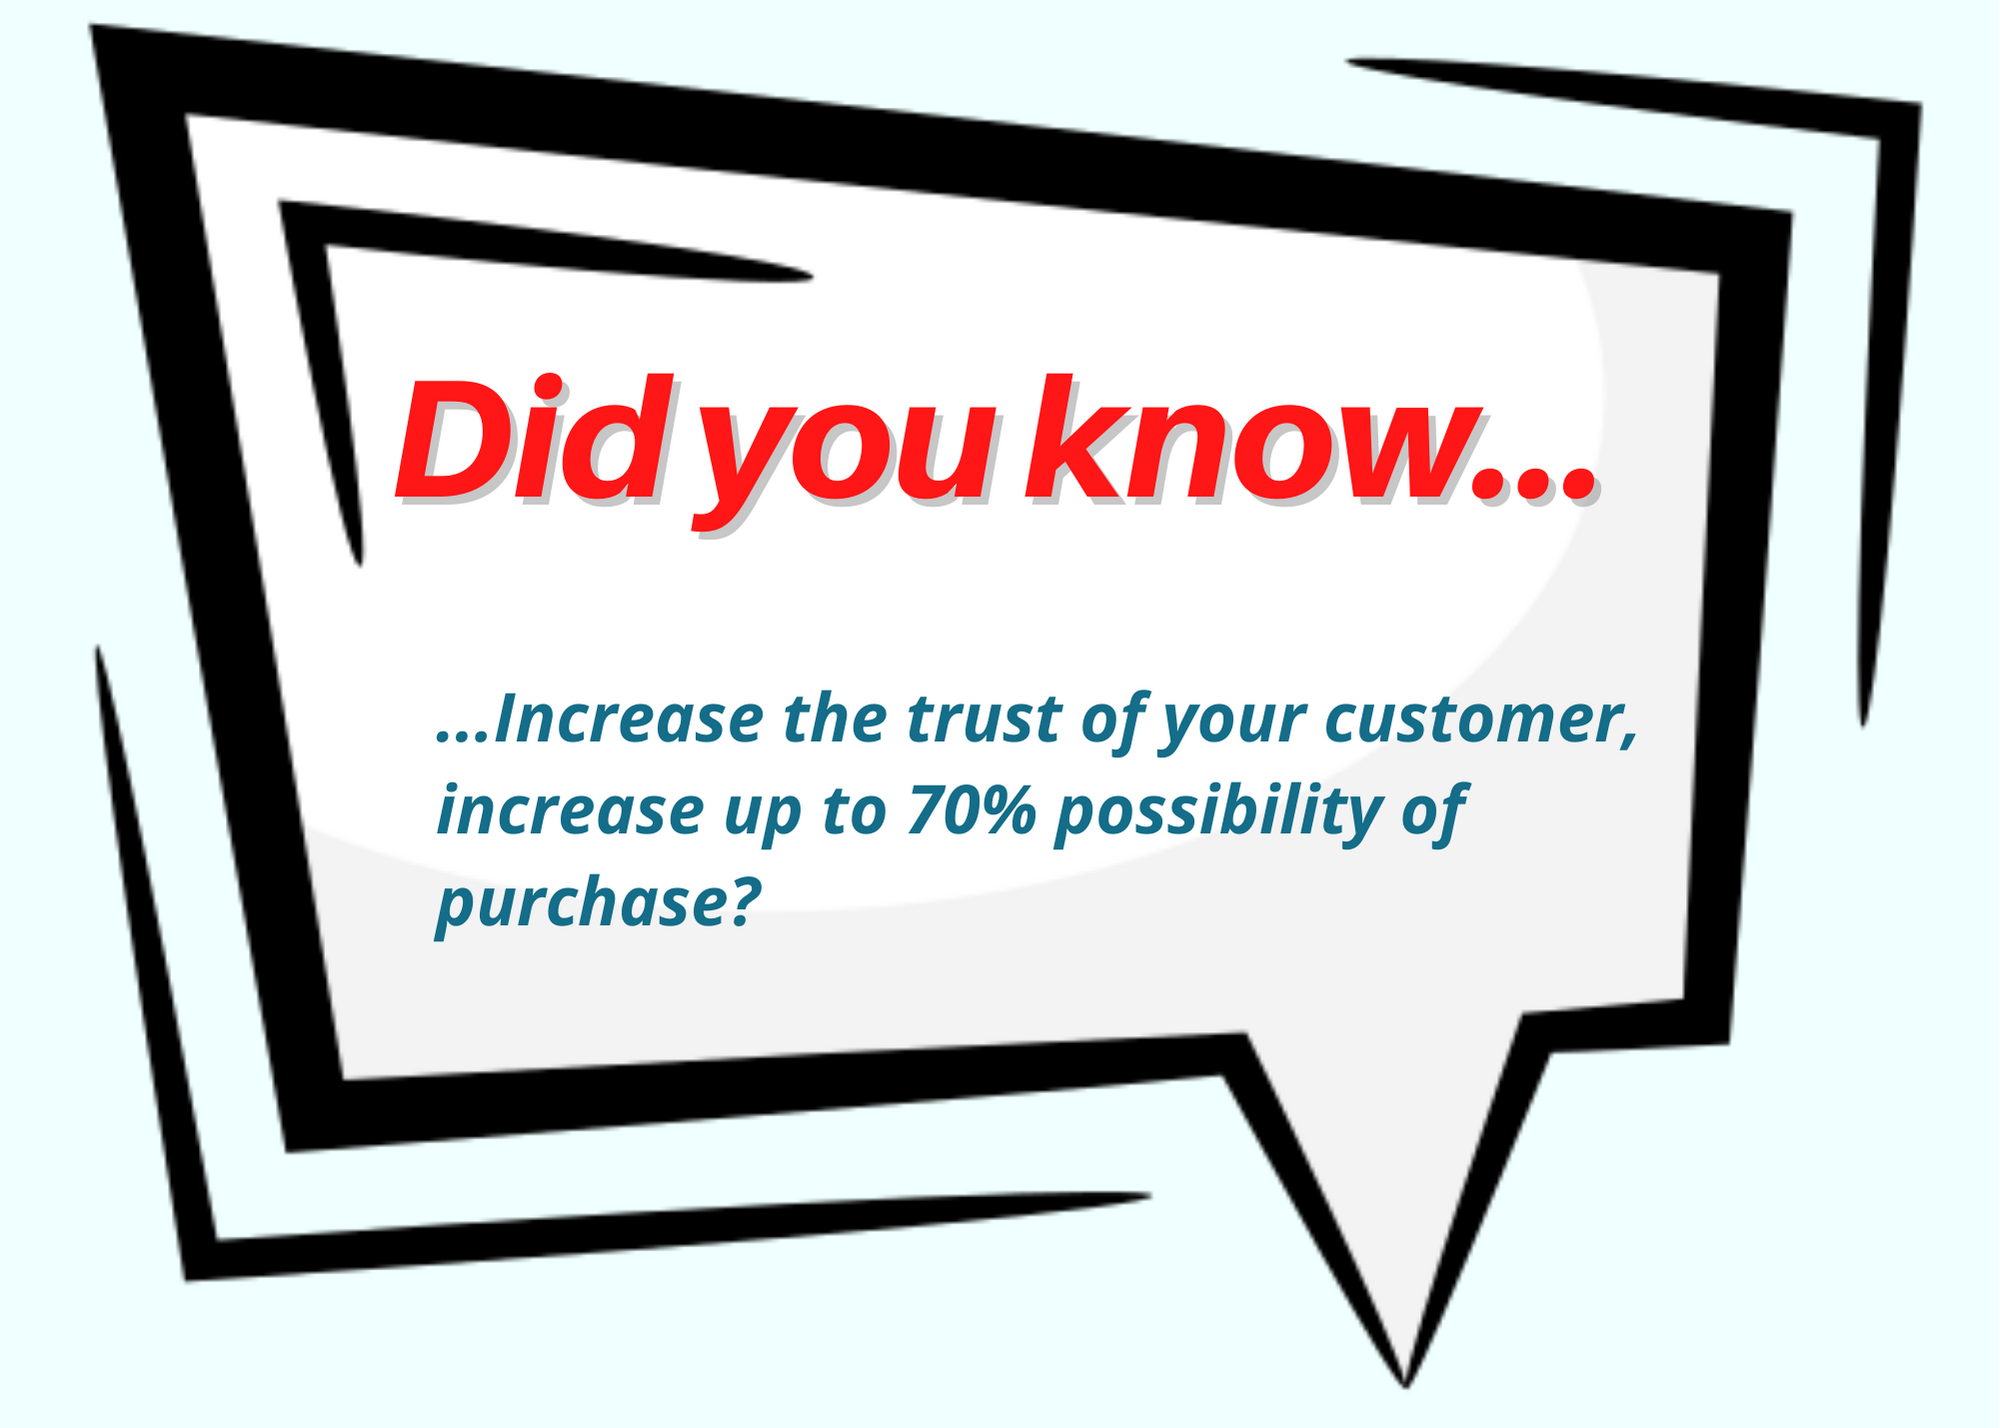 Did you know...
...Increase the trust of your customer,
increase up to 70% possibility of
purchase?